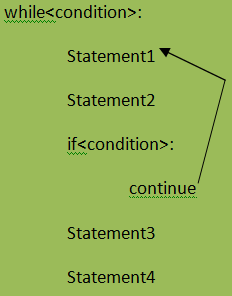 while<condition>:
Statement1
Statement2
if<condition>:
continue
Statement3
Statement4